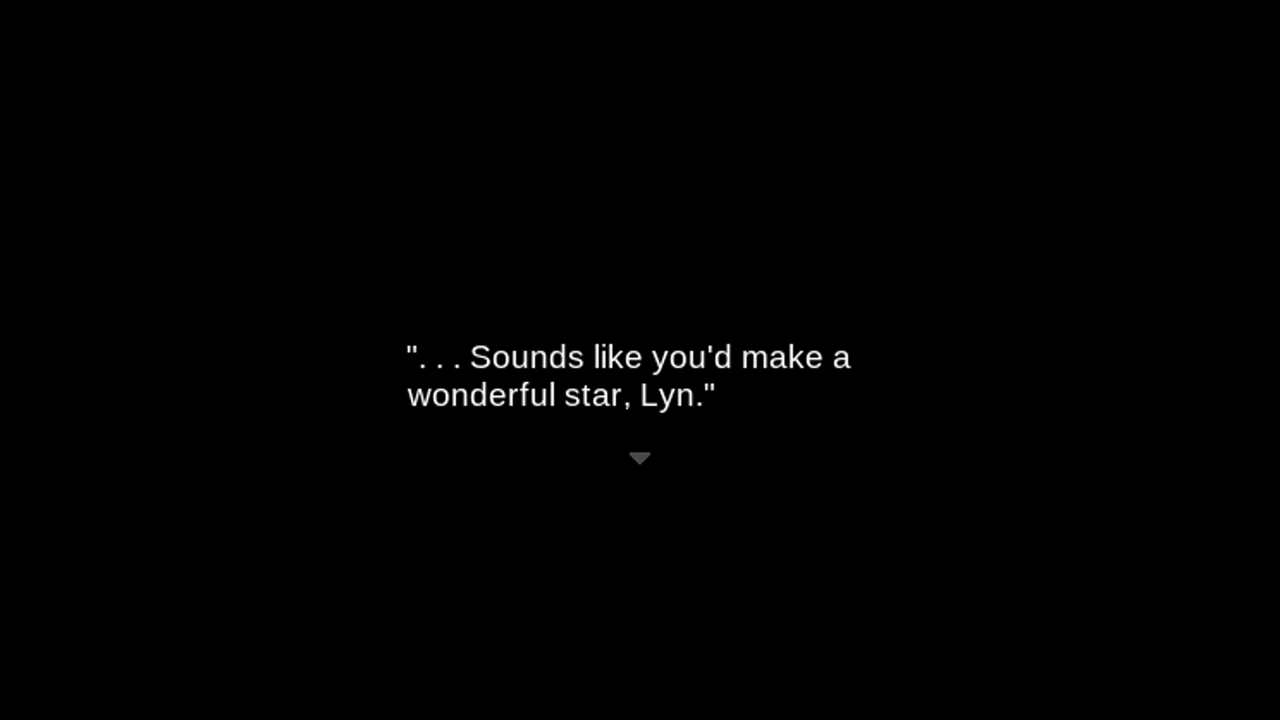 ". . . Sounds like you'd make a
wonderful star, Lyn."